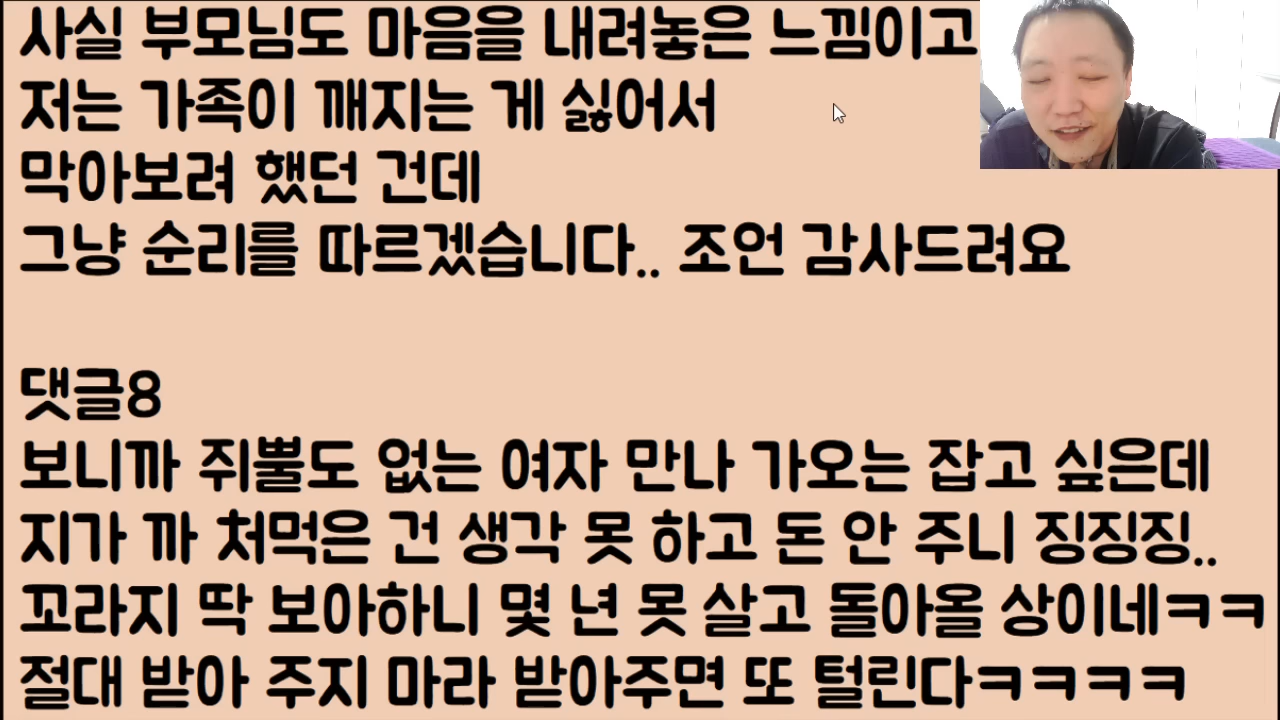 사실 부모님도 마음을 내려놓은 느낌이고
저는 가족이 깨지는 게 싫어서
막아보려 했던 건데
그냥 순리를 따르겠습니다.. 조언 감사드려요
댓글8
보니까 쥐뿔도 없는 여자 만나 가오는 잡고 싶은데
지가 까 처먹은 건 생각 못 하고 돈 안 주니 징징징..
꼬라지 딱 보아하니 몇 년 못 살고 돌아올 상이네ㅋㅋ
절대 받아 주지 마라 받아주면 또 털린다ㅋㅋㅋㅋ